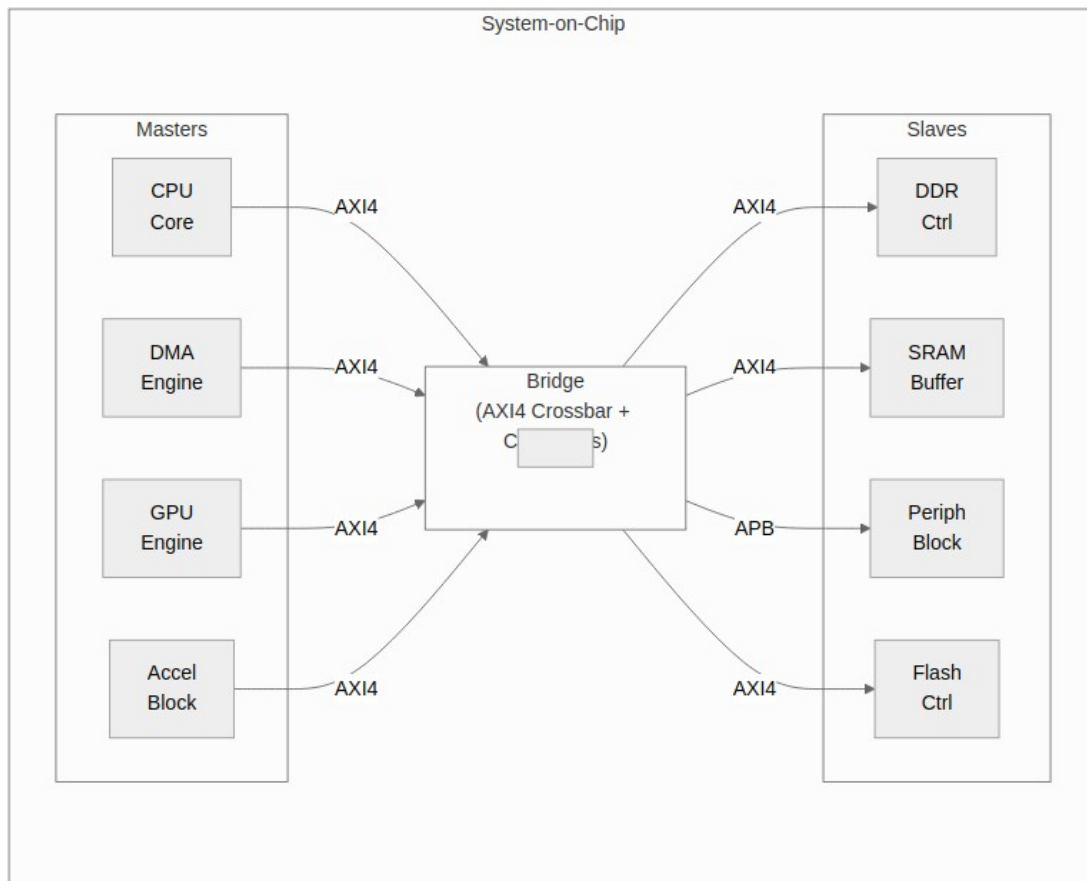 System-on-Chip
Masters
CPU
Core
DMA
Engine
GPU
Engine
Accel
Block
AXI4
AXI4
AXI4
AXI4
Bridge
(AXI4 Crossbar +
AXI4
AXI4
APB
AXI4
Slaves
DDR
Ctrl
SRAM
Buffer
Periph
Block
Flash
Ctrl